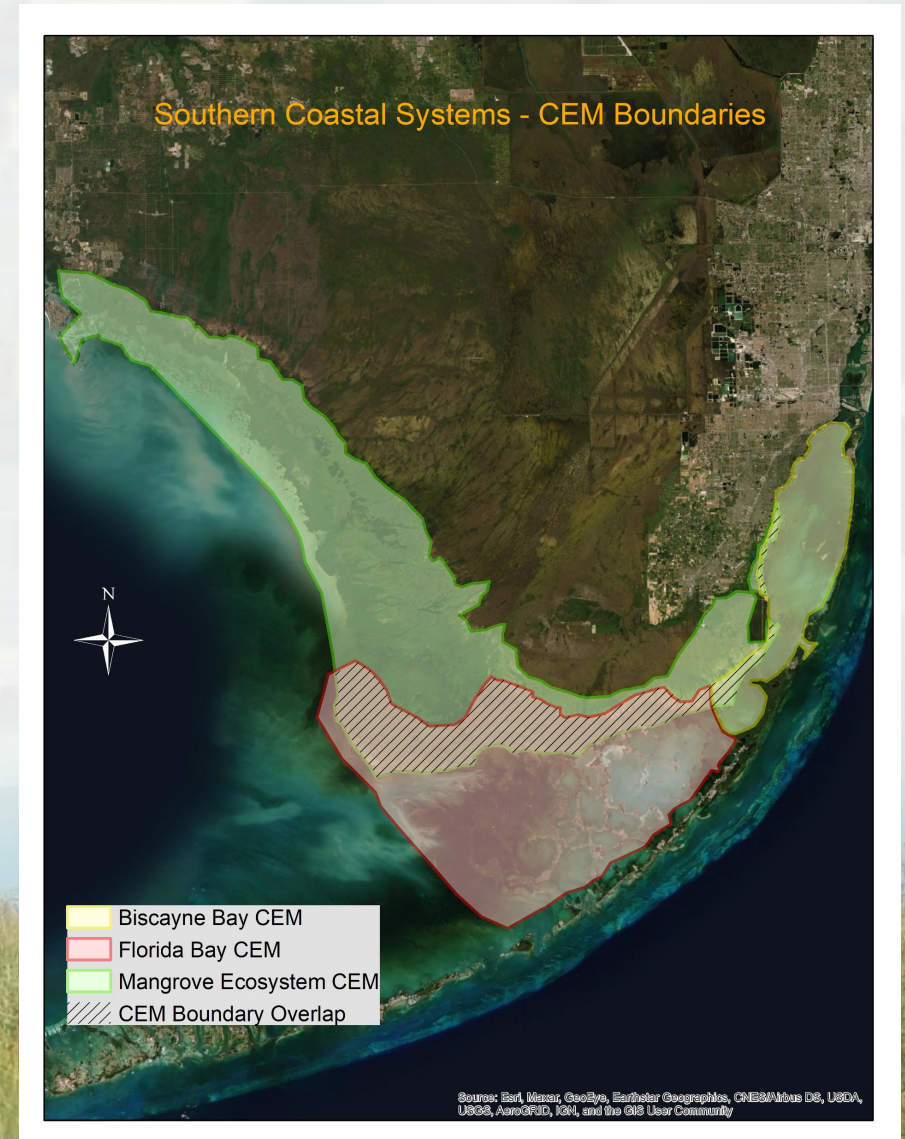 Southern Coastal Systems - CEM Boundaries
N
Biscayne Bay CEM
Florida Bay CEM
Mangrove Ecosystem CEM
CEM Boundary Overlap
Source: Esri, Maxar, GeoEye, Earthstar Geographics, CNES/Airbus DS, USDA,
USGS, AeroGRID, IGN, and the GIS User Community